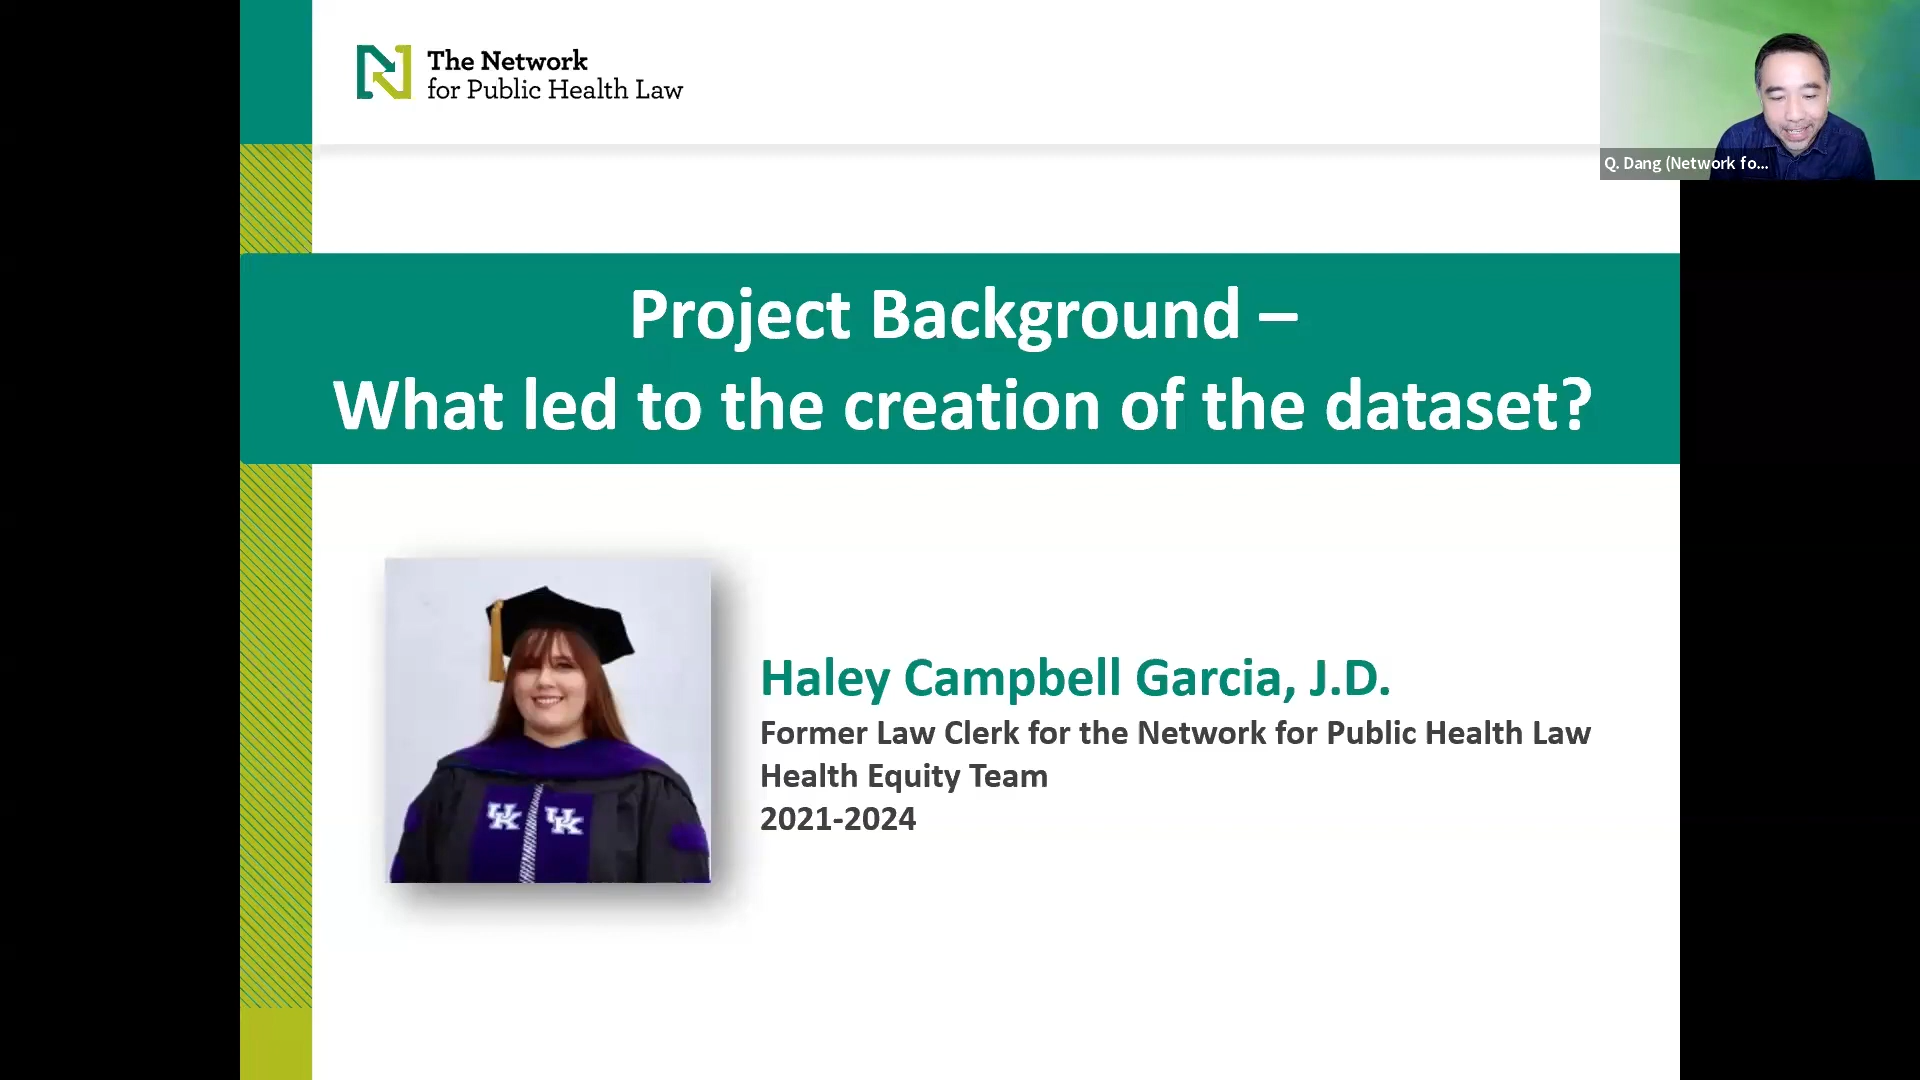 The Network
for Public Health Law
Q. Dang (Network fo...
Project Background –
What led to the creation of the dataset?
UK UK
Haley Campbell Garcia, J.D.
Former Law Clerk for the Network for Public Health Law
Health Equity Team
2021-2024